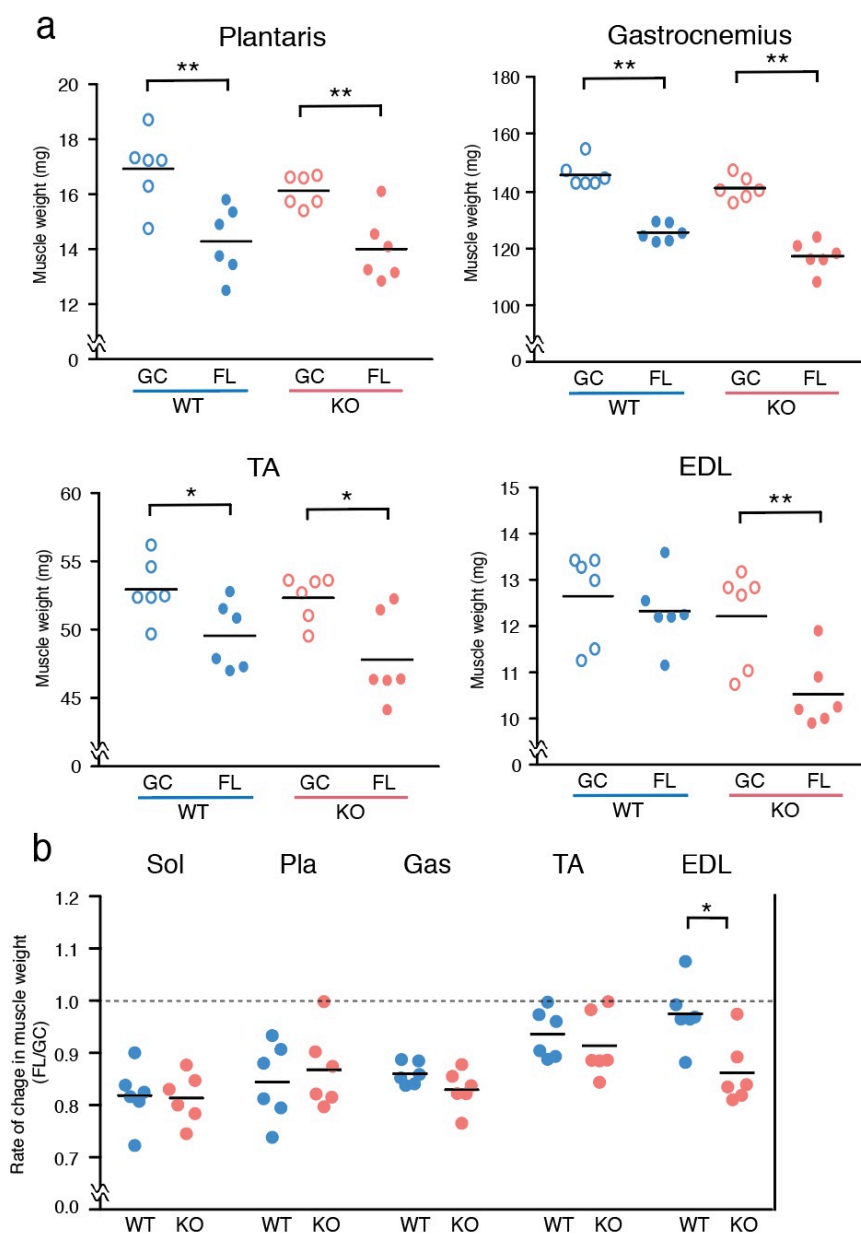 a
Plantaris
Muscle weight (mg)
20
18
16
14
12
0
**
**
GC FL GC FL
WT KO
Gastrocnemius
Muscle weight (mg)
180
160
140
120
100
0
**
**
GC FL GC FL
WT KO
TA
Muscle weight (mg)
60
55
50
45
0
*
*
GC FL GC FL
WT KO
EDL
Muscle weight (mg)
15
14
13
12
11
10
0
**
GC FL GC FL
WT KO
b
Sol Pla Gas TA EDL
Rate of chage in muscle weight
(FL/GC)
1.2
1.1
1.0
0.9
0.8
0.7
0.0
*
WT KO WT KO WT KO WT KO WT KO